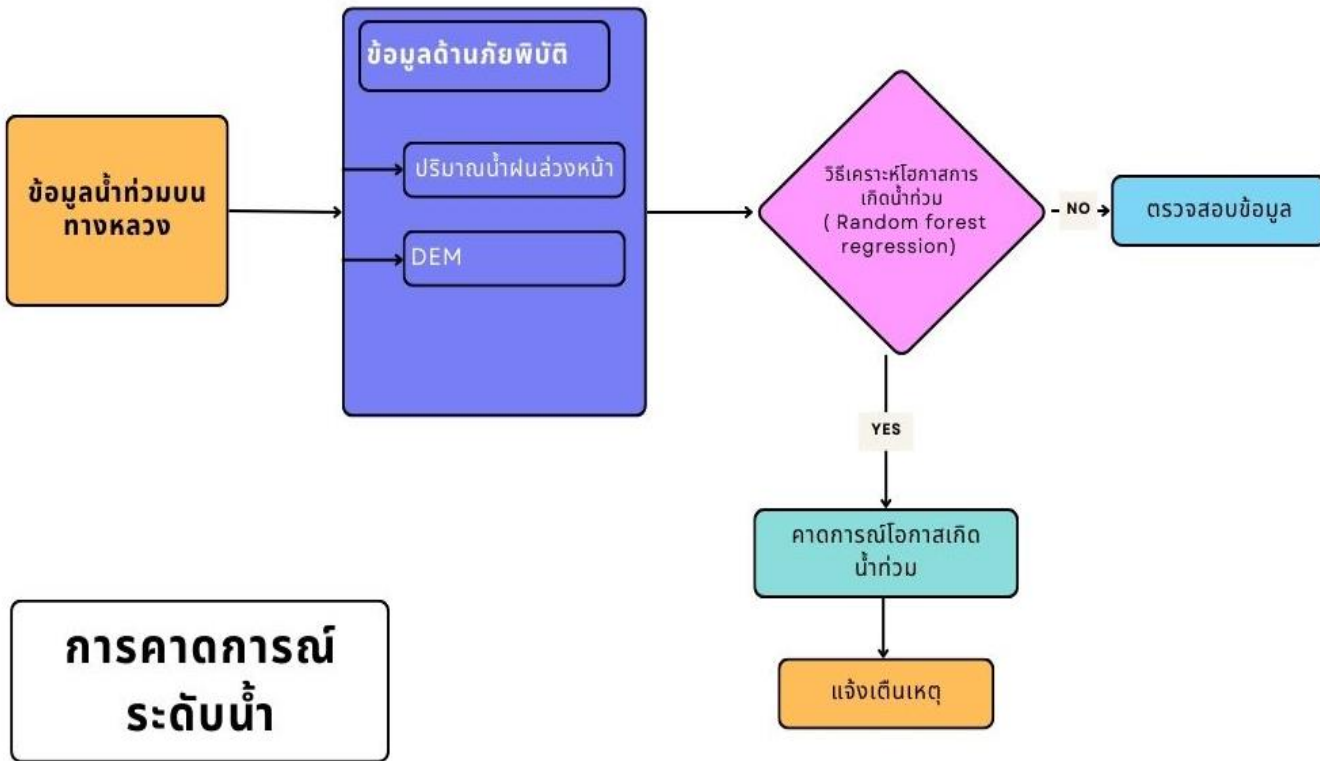 ข้อมูลด้านภัยพิบัติ
ข้อมูลน้ำท่วมบน
ทางหลวง
ปริมาณน้ำฝนล่วงหน้า
DEM
วิธีเคราะห์โฮกาสการ
เกิดน้ำท่วม
( Random forest
regression)
NO
ตรวจสอบข้อมูล
YES
คาดการณ์โอกาสเกิด
น้ำท่วม
แจ้งเตืนเหตุ
การคาดการณ์
ระดับน้ำ